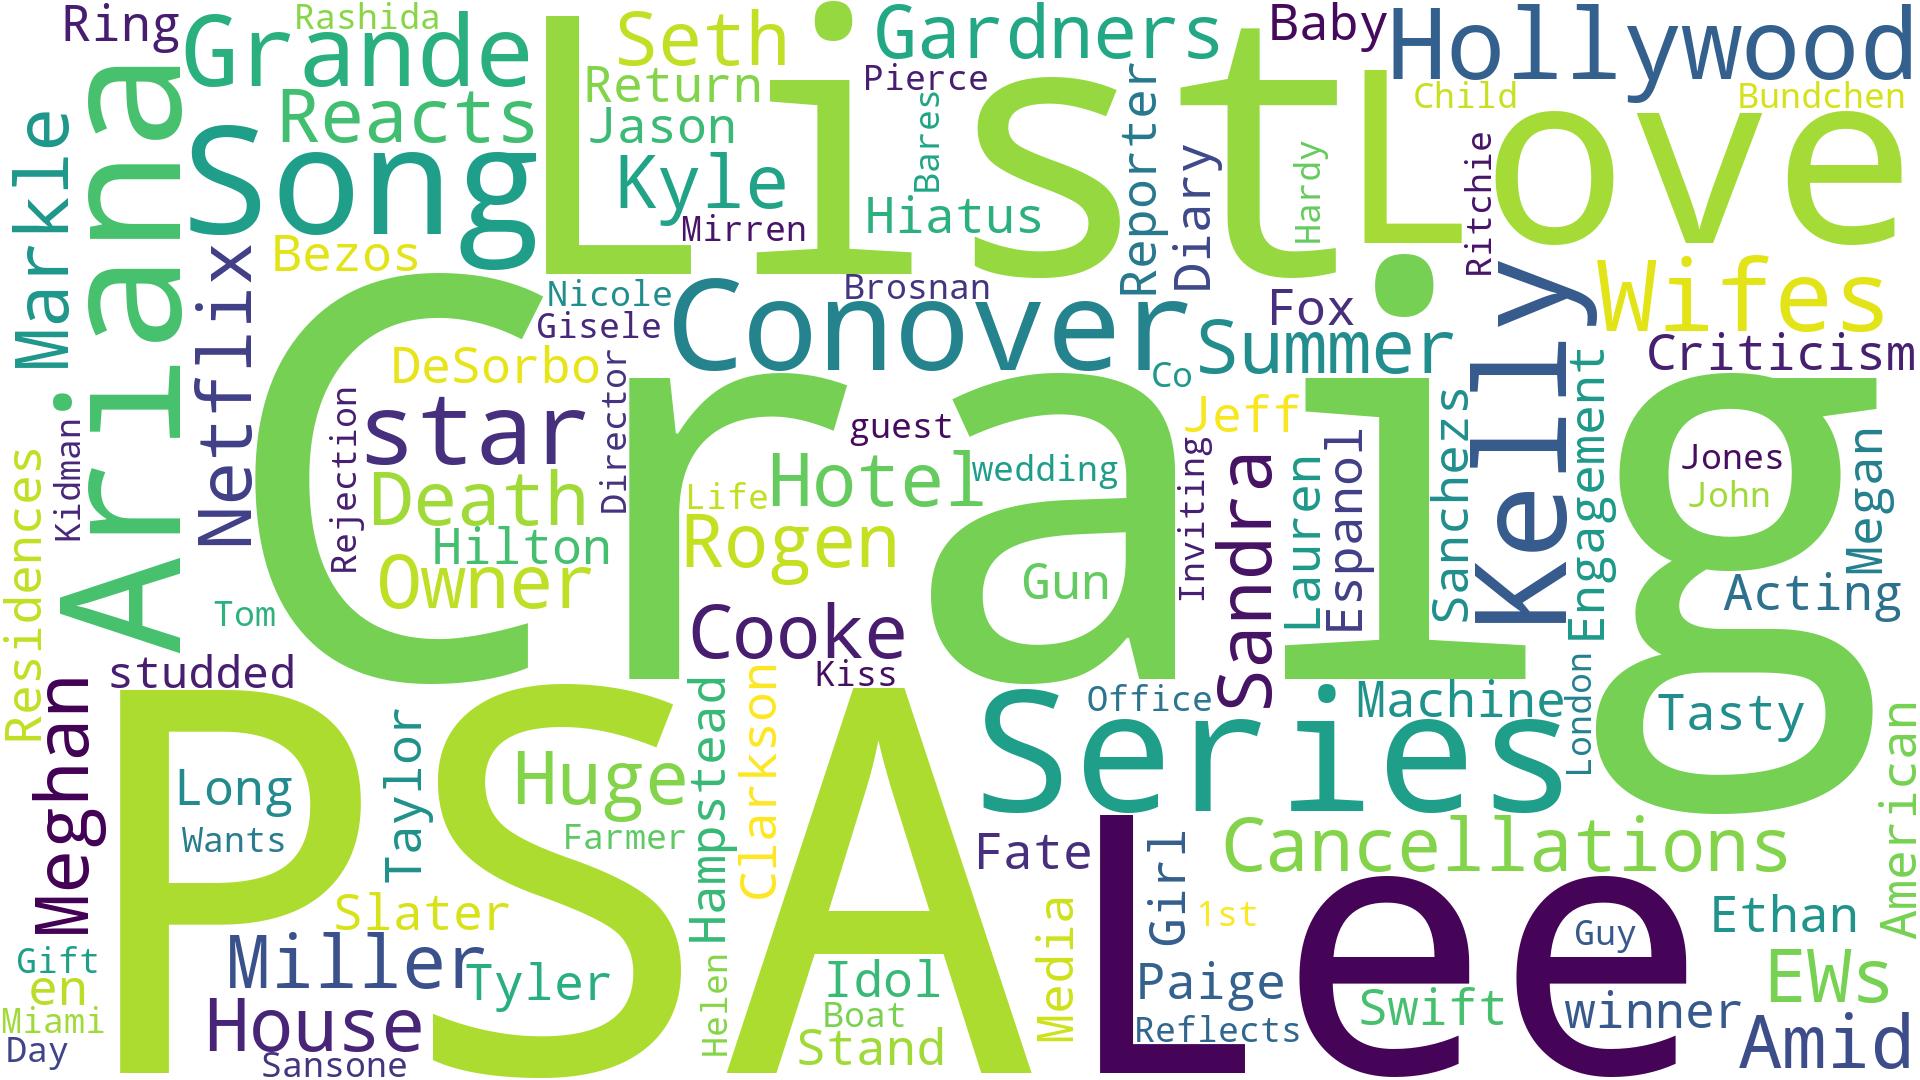 Ring
Rashida
Grande
List
Seth
Gardners
Baby
Hollywood
Ariana
Reacts
Return
Pierce
Reporter
Child
Bundchen
Markle
Song
Jason
Bares
Diary
Love
Kyle
Hardy
Ritchie
Mirren
Hiatus
Netflix
Bezos
Nicole
Brosnan
Kelly
Wifes
Gisele
Conover
Fox
Craig
DeSorbo
Director
Co
Summer
Criticism
Rejection
star
guest
Jeff
Engagement
Kidman
Residences
Death
Life
Hotel
wedding
Inviting
Sandra
Lauren
Espanol
Sanchezs
Jones
John
Megan
Hilton
Rogen
Owner
Gun
Acting
Tom
Cooke
studded
Kiss
Meghan
PSA
Taylor
Hampstead
Clarkson
Series
Office
Machine
London
Tasty
American
Long
Huge
Wants
Farmer
Fate
Lee
Girl
Cancellations
Slater
Media
1st
Ethan
Guy
Miller
Tyler
Helen
Idol
Paige
Swift
winner
EWs
Gift
en
Miami
House
Boat
Stand
Reflects
Amid
Day
Sansone